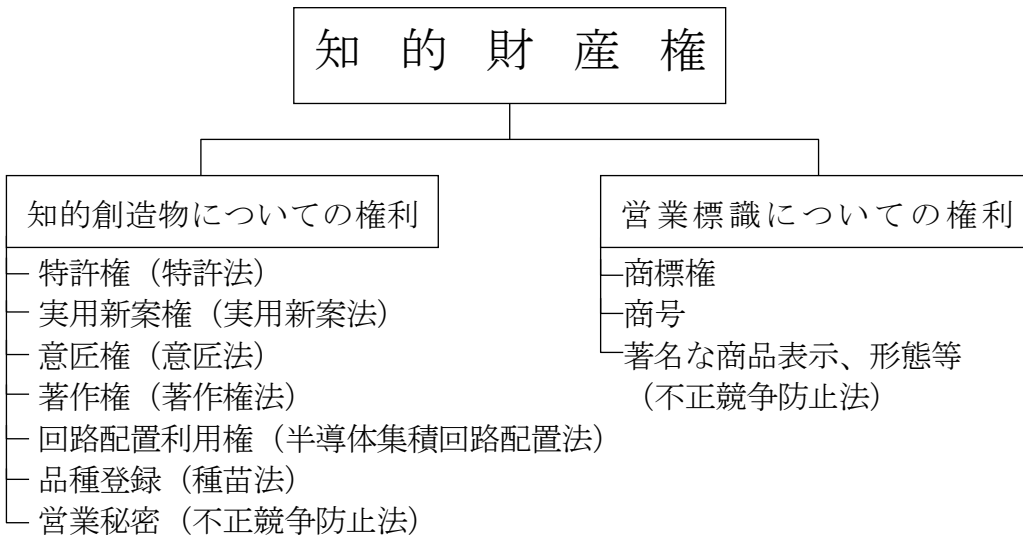 知的財産権
知的創造物についての権利
特許権（特許法）
実用新案権（実用新案法）
意匠権（意匠法）
著作権（著作権法）
回路配置利用権（半導体集積回路配置法）
品種登録（種苗法）
営業秘密（不正競争防止法）
営業標識についての権利
商標権
商号
著名な商品表示、形態等
（不正競争防止法）